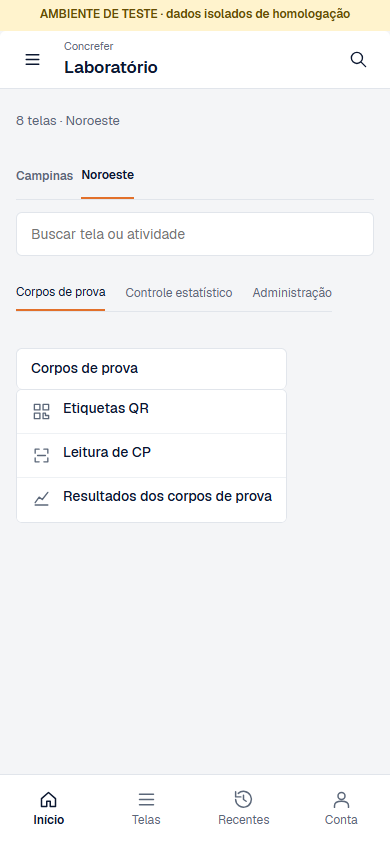 AMBIENTE DE TESTE · dados isolados de homologação
Concrefer
Laboratório
8 telas · Noroeste
Campinas Noroeste
Buscar tela ou atividade
Corpos de prova Controle estatístico Administração
Corpos de prova
Etiquetas QR
Leitura de CP
Resultados dos corpos de prova
Início Telas Recentes Conta